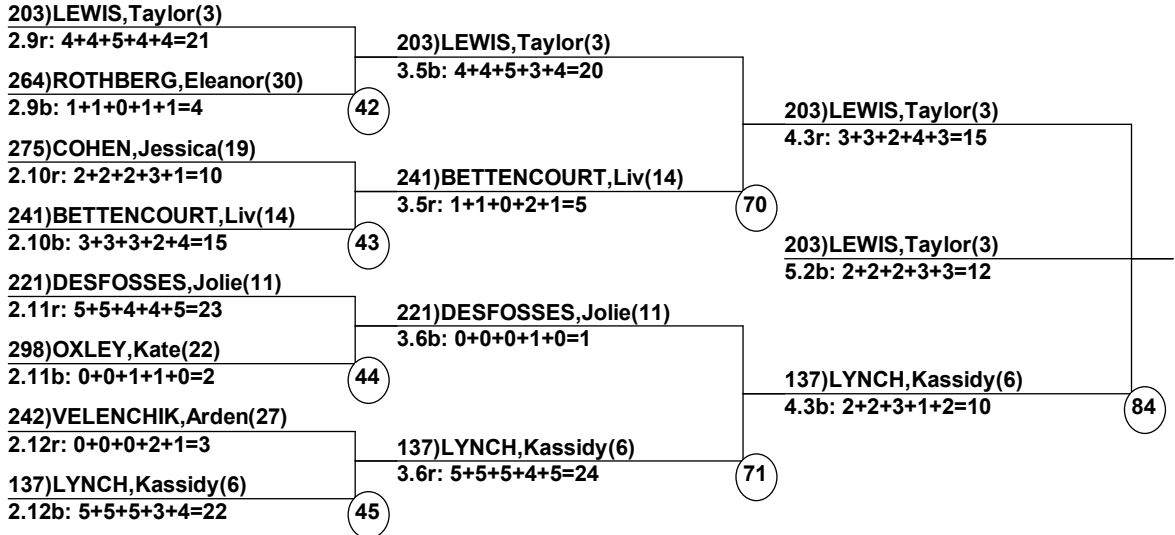 203)LEWIS,Taylor(3)
2.9r: 4+4+5+4+4=21
264)ROTHBERG,Eleanor(30)
2.9b: 1+1+0+1+1=4
42
275)COHEN,Jessica(19)
2.10r: 2+2+2+3+1=10
241)BETTENCOURT,Liv(14)
2.10b: 3+3+3+2+4=15
43
221)DESFOSSES,Jolie(11)
2.11r: 5+5+4+4+5=23
298)OXLEY,Kate(22)
2.11b: 0+0+1+1+0=2
44
242)VELENCHIK,Arden(27)
2.12r: 0+0+0+2+1=3
137)LYNCH,Kassidy(6)
2.12b: 5+5+5+3+4=22
45
203)LEWIS,Taylor(3)
3.5b: 4+4+5+3+4=20
241)BETTENCOURT,Liv(14)
3.5r: 1+1+0+2+1=5
70
221)DESFOSSES,Jolie(11)
3.6b: 0+0+0+1+0=1
137)LYNCH,Kassidy(6)
3.6r: 5+5+5+4+5=24
71
203)LEWIS,Taylor(3)
4.3r: 3+3+2+4+3=15
203)LEWIS,Taylor(3)
5.2b: 2+2+2+3+3=12
137)LYNCH,Kassidy(6)
4.3b: 2+2+3+1+2=10
84